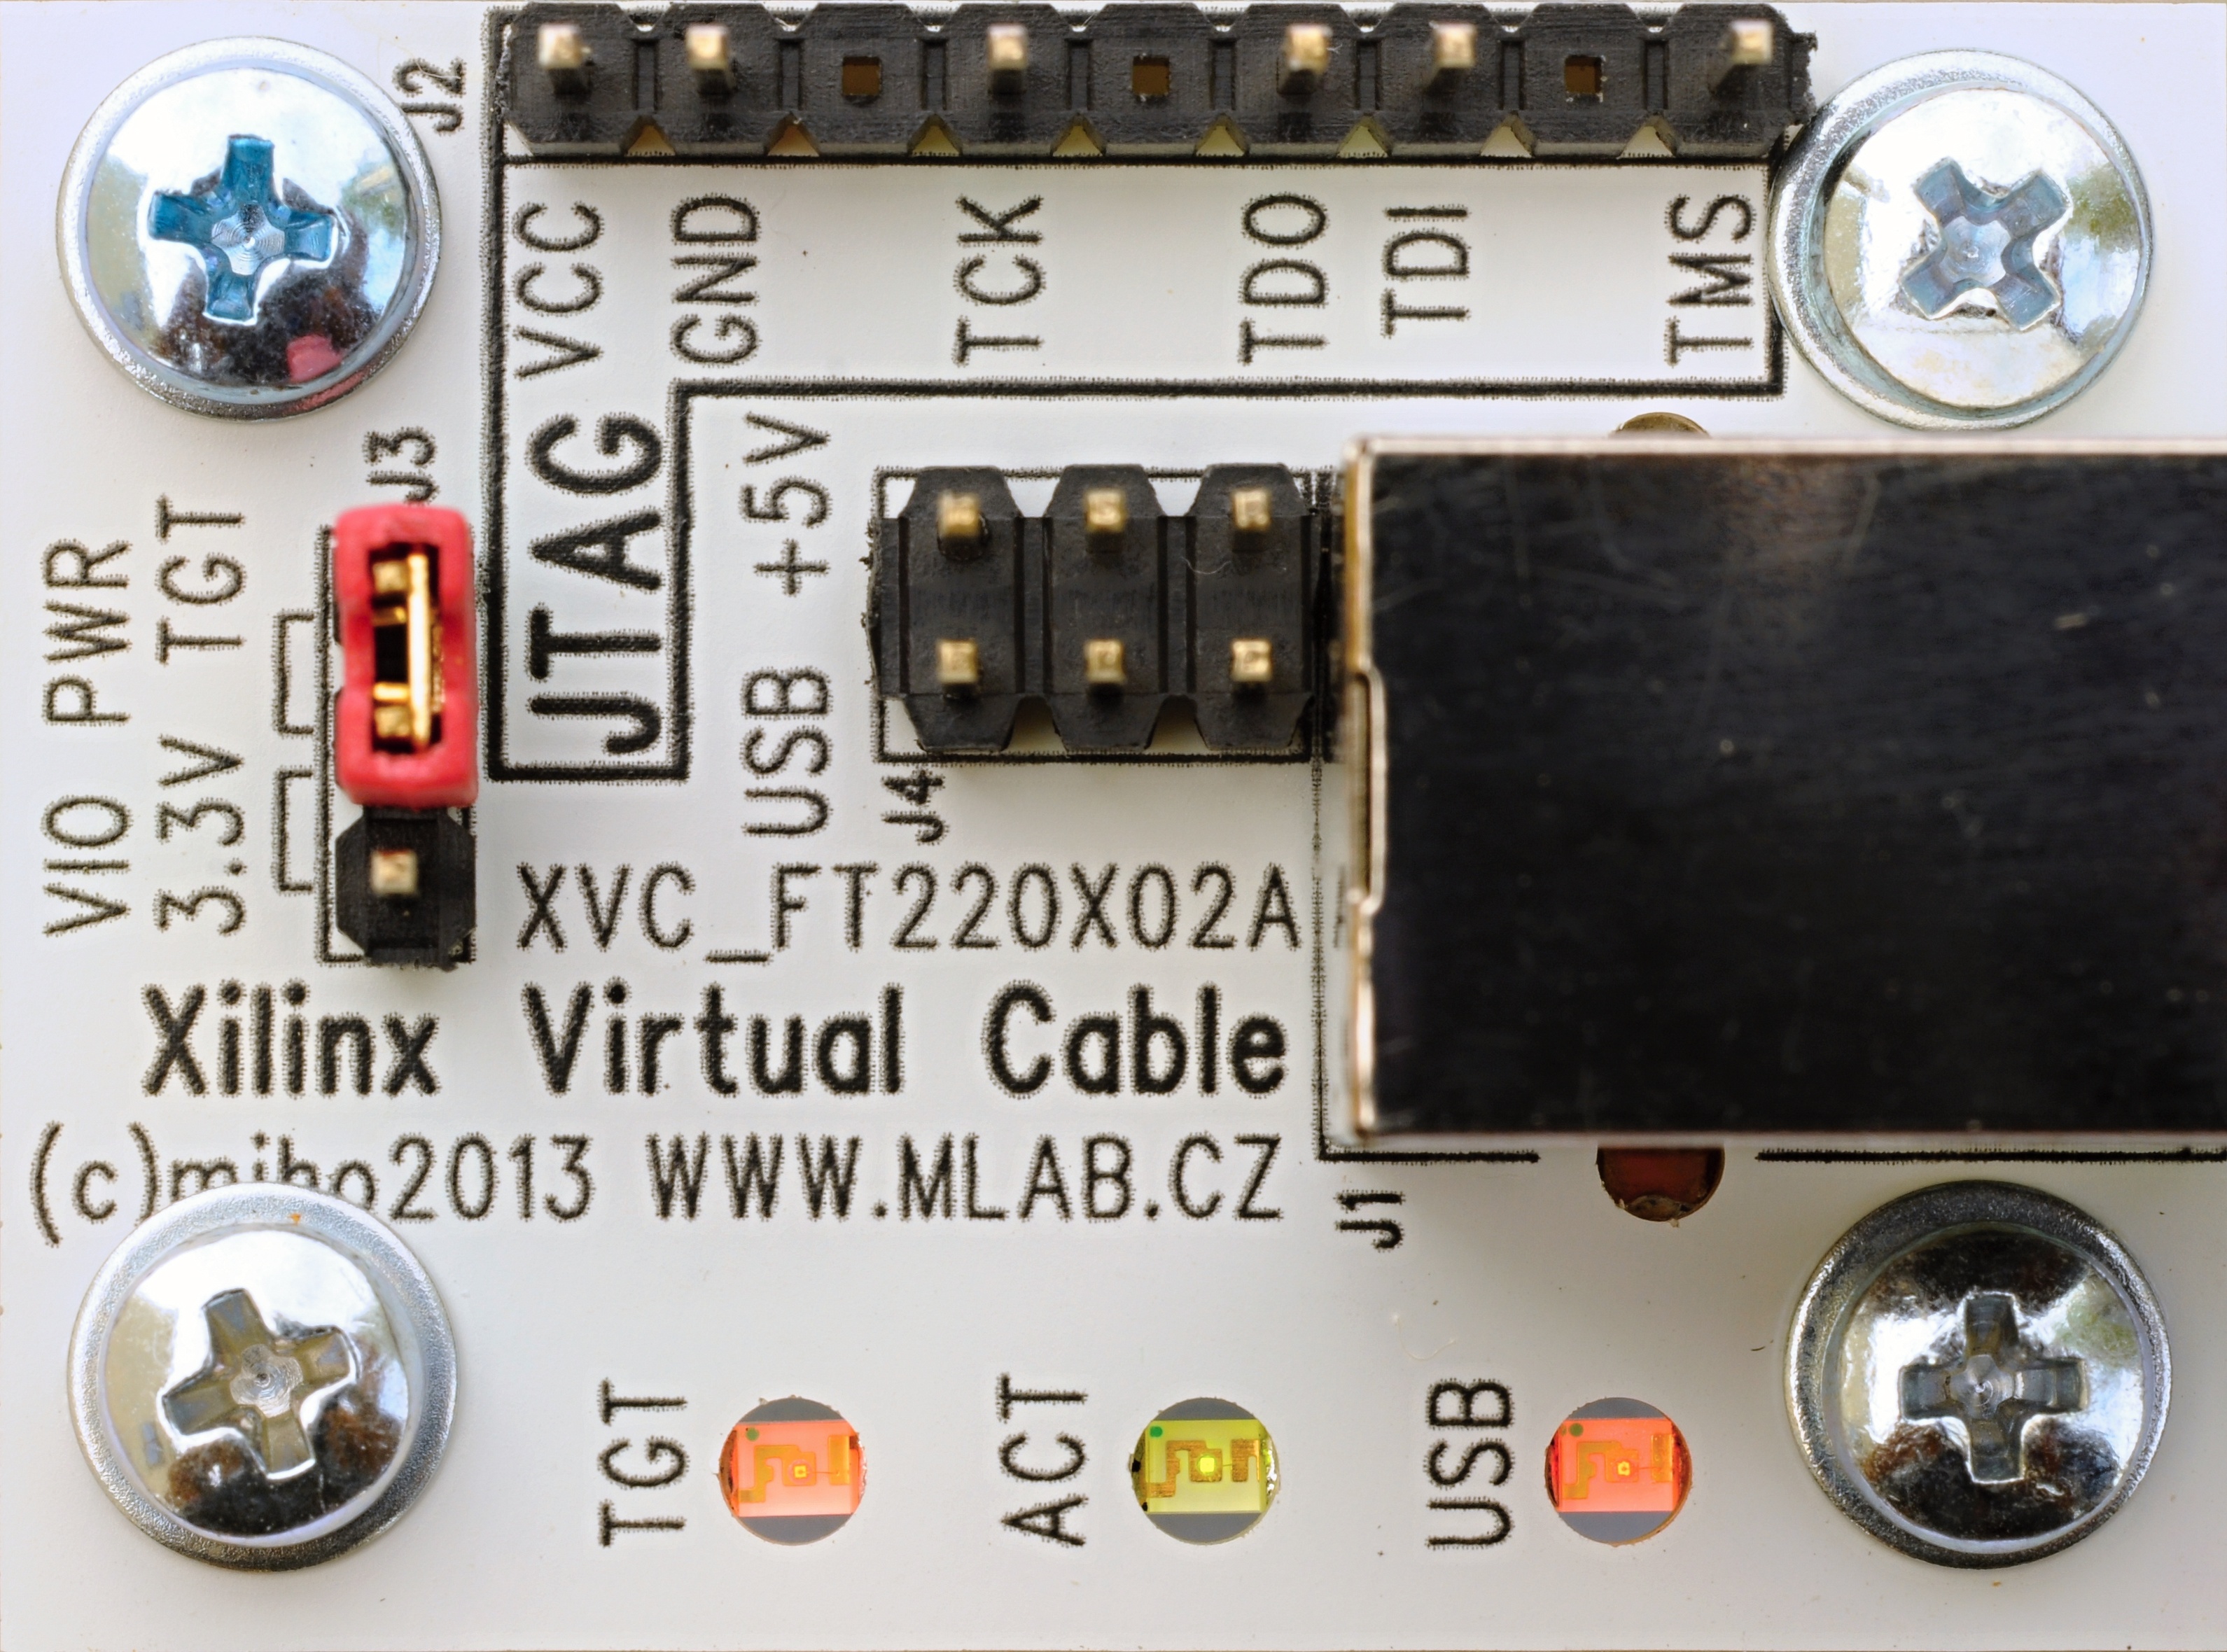 J2
VCC
GND
TCK
TDO
TDI
TMS
JTAG
J3
VIO PWR
3.3V TGT
USB +5V
J4
XVC_FT220X02A
Xilinx Virtual Cable
(c)miho2013 WWW.MLAB.CZ
J1
TGT
ACT
USB